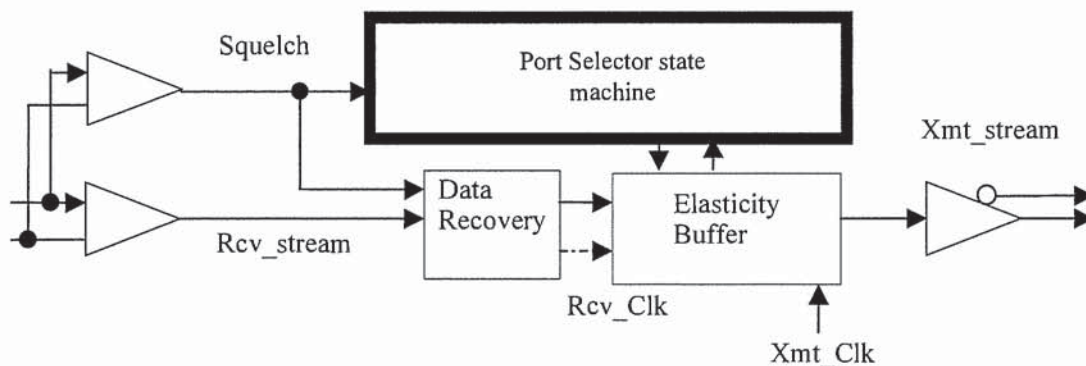 Squelch
Port Selector state
machine
Xmt_stream
Data
Recovery
Elasticity
Buffer
Rcv_stream
Rcv_Clk
Xmt_Clk